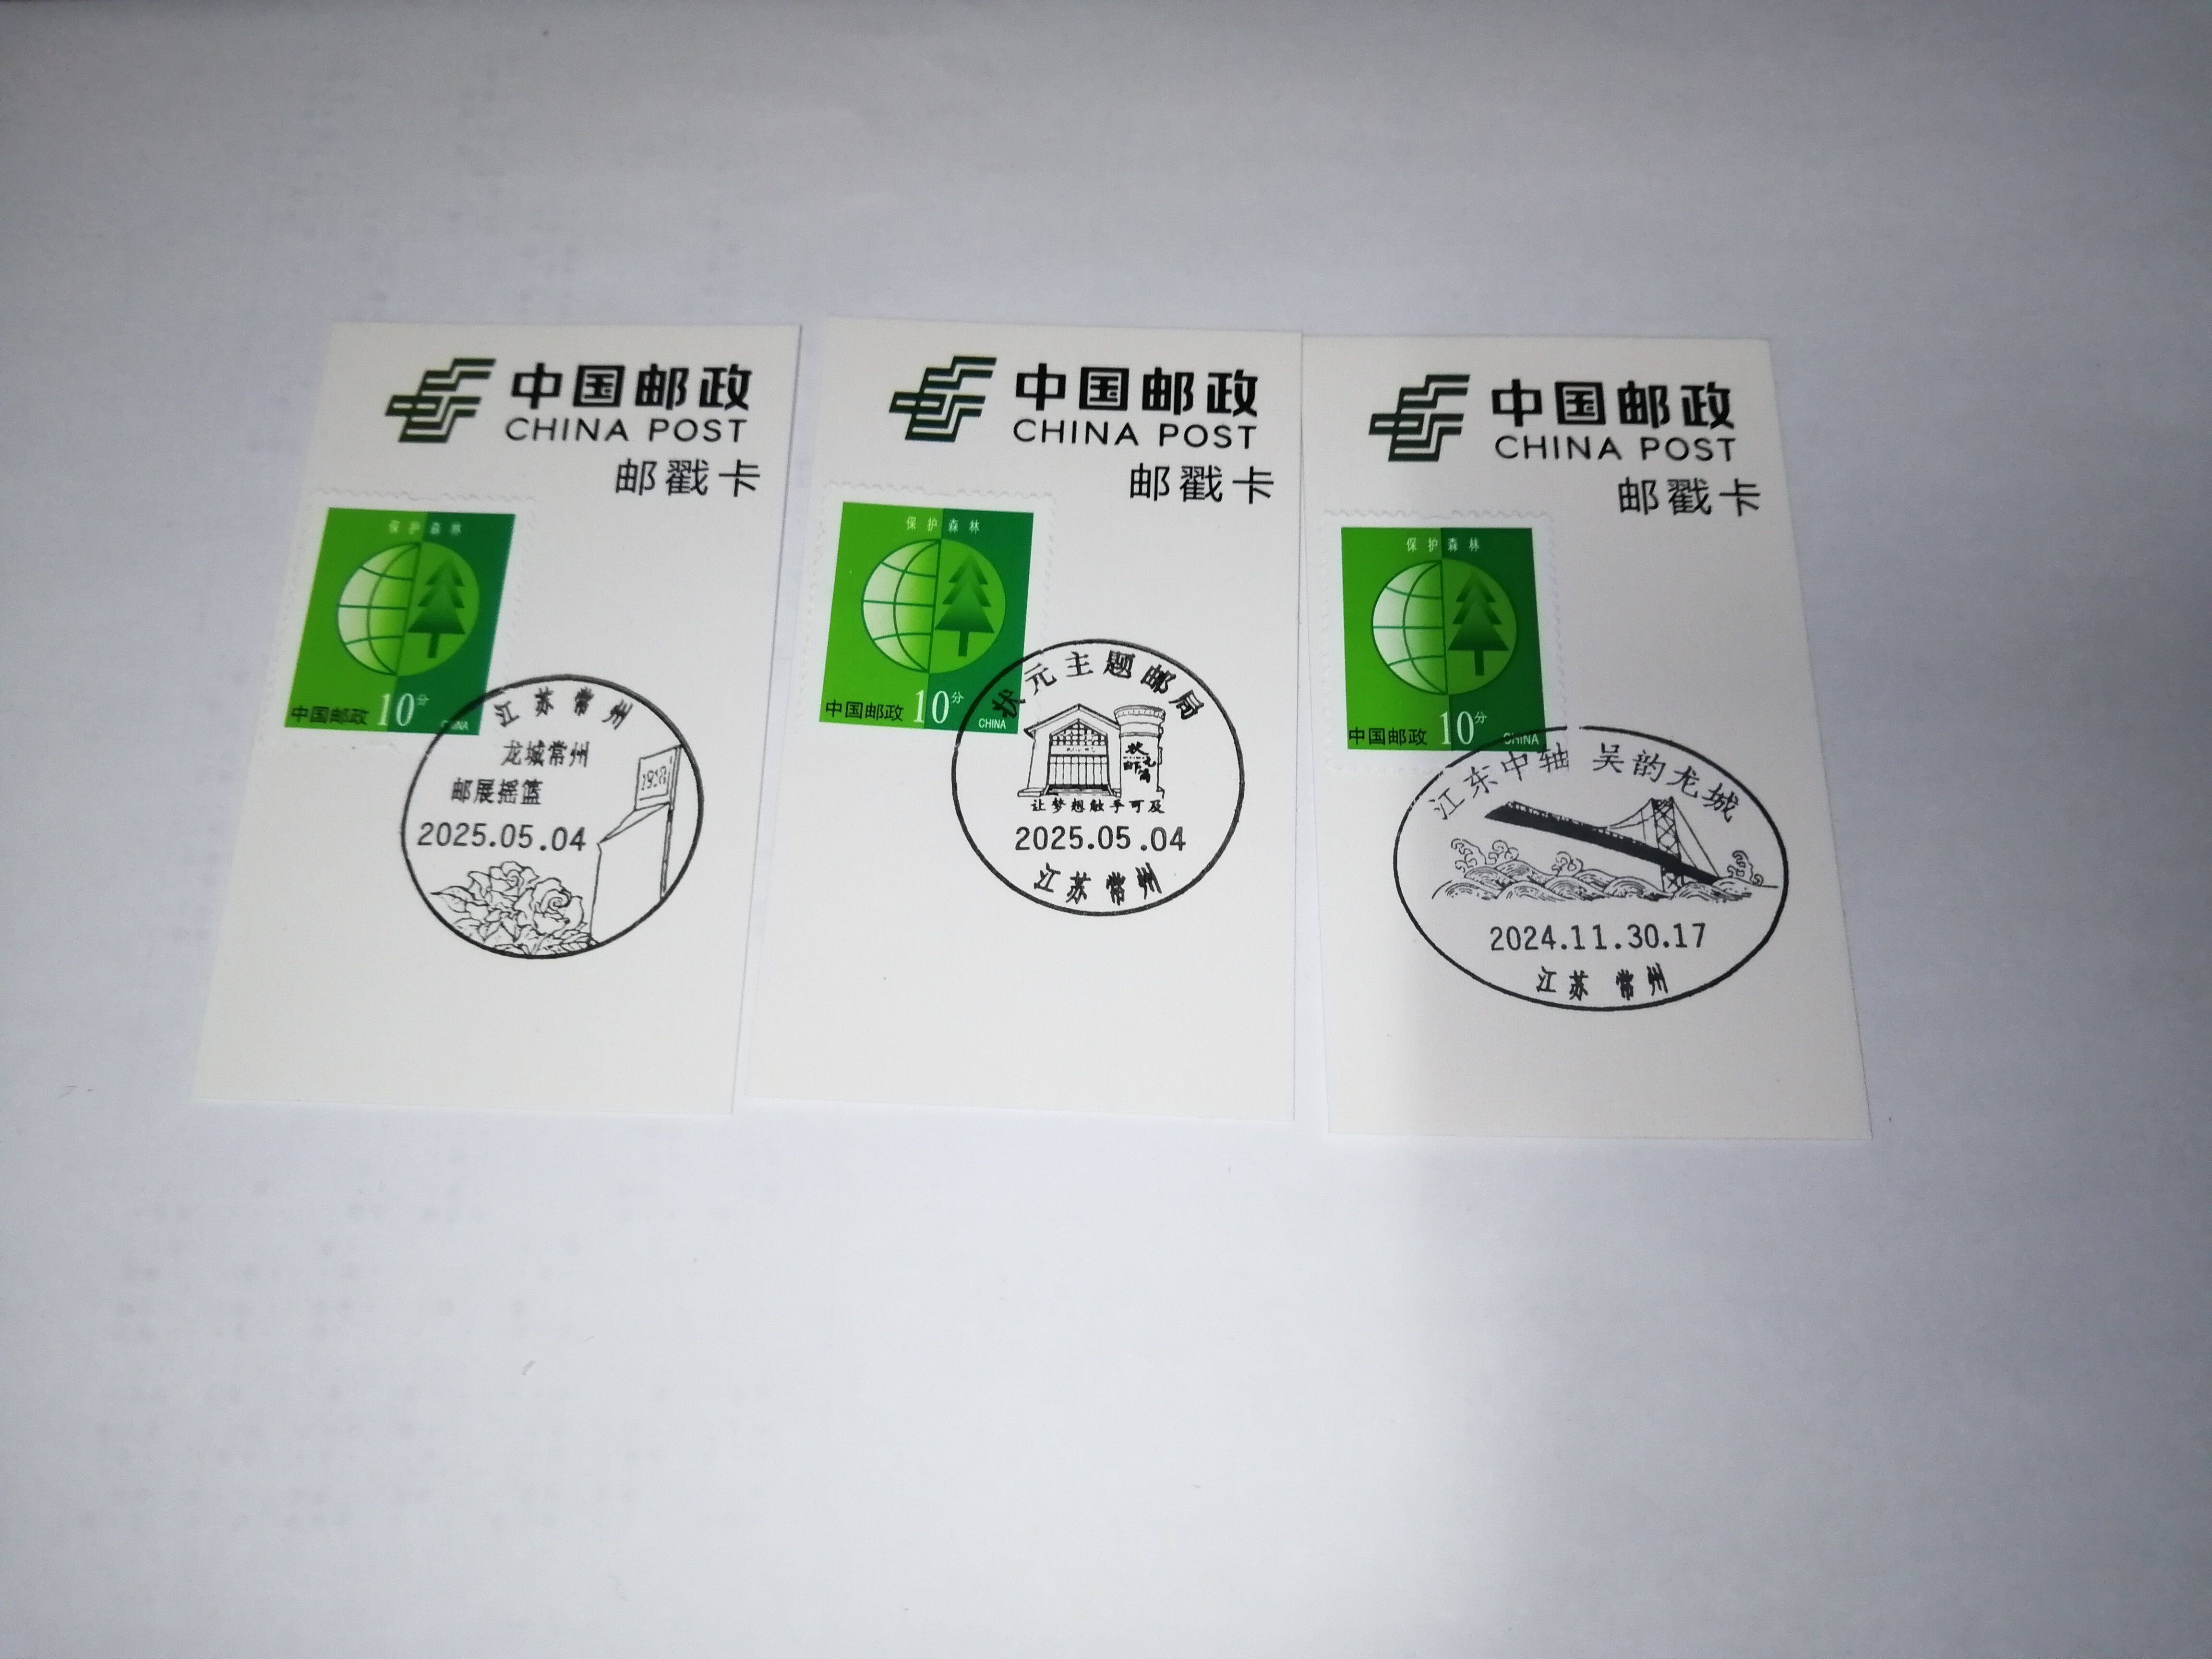 中国邮政
CHINA POST
邮戳卡
保护森林
中国邮政 10分
CHINA
江苏常州
龙城常州
邮展摇篮
2025.05.04
中国邮政
CHINA POST
邮戳卡
保护森林
中国邮政 10分
CHINA
状元主题邮局
状元
邮局
让梦想触手可及
2025.05.04
江苏常州
中国邮政
CHINA POST
邮戳卡
保护森林
中国邮政 10分
CHINA
江东中轴 吴韵龙城
2024.11.30.17
江苏 常州